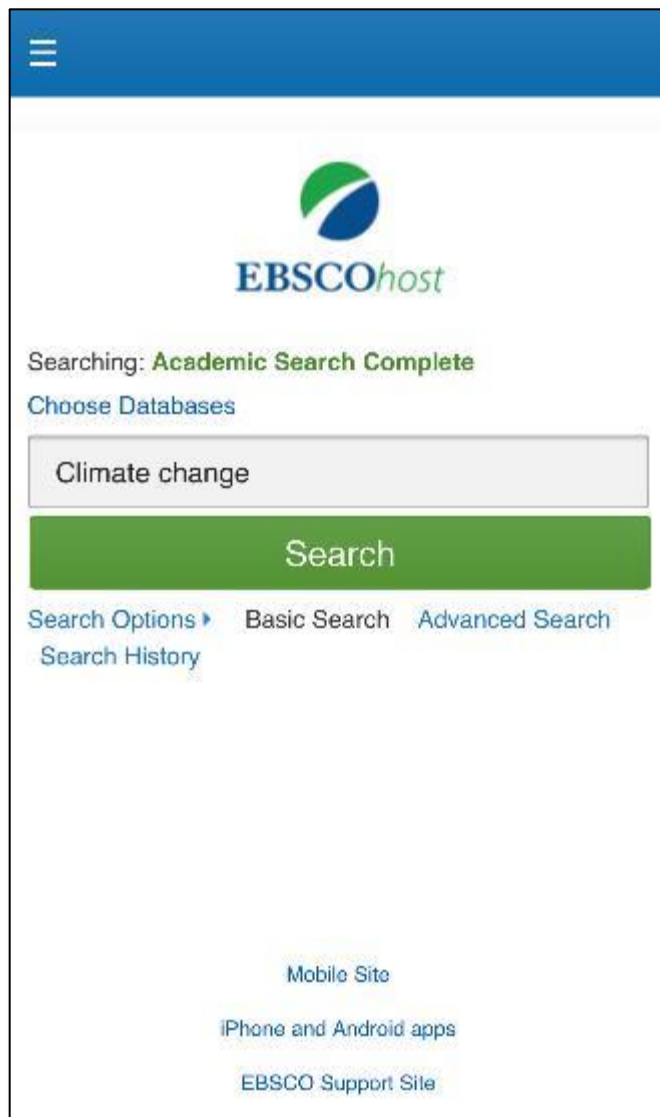 EBSCOhost
Searching: Academic Search Complete
Choose Databases
Climate change
Search
Search Options Basic Search Advanced Search
Search History
Mobile Site
iPhone and Android apps
EBSCO Support Site